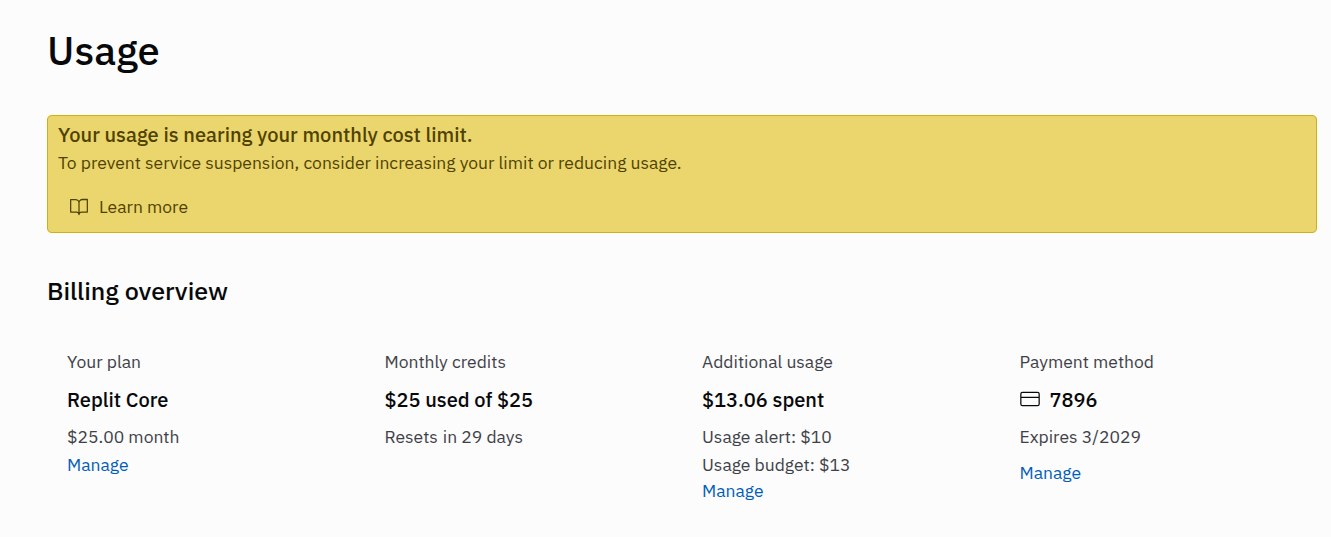 Usage
Your usage is nearing your monthly cost limit.
To prevent service suspension, consider increasing your limit or reducing usage.
Learn more
Billing overview
Your plan
Replit Core
$25.00 month
Manage
Monthly credits
$25 used of $25
Resets in 29 days
Additional usage
$13.06 spent
Usage alert: $10
Usage budget: $13
Manage
Payment method
7896
Expires 3/2029
Manage